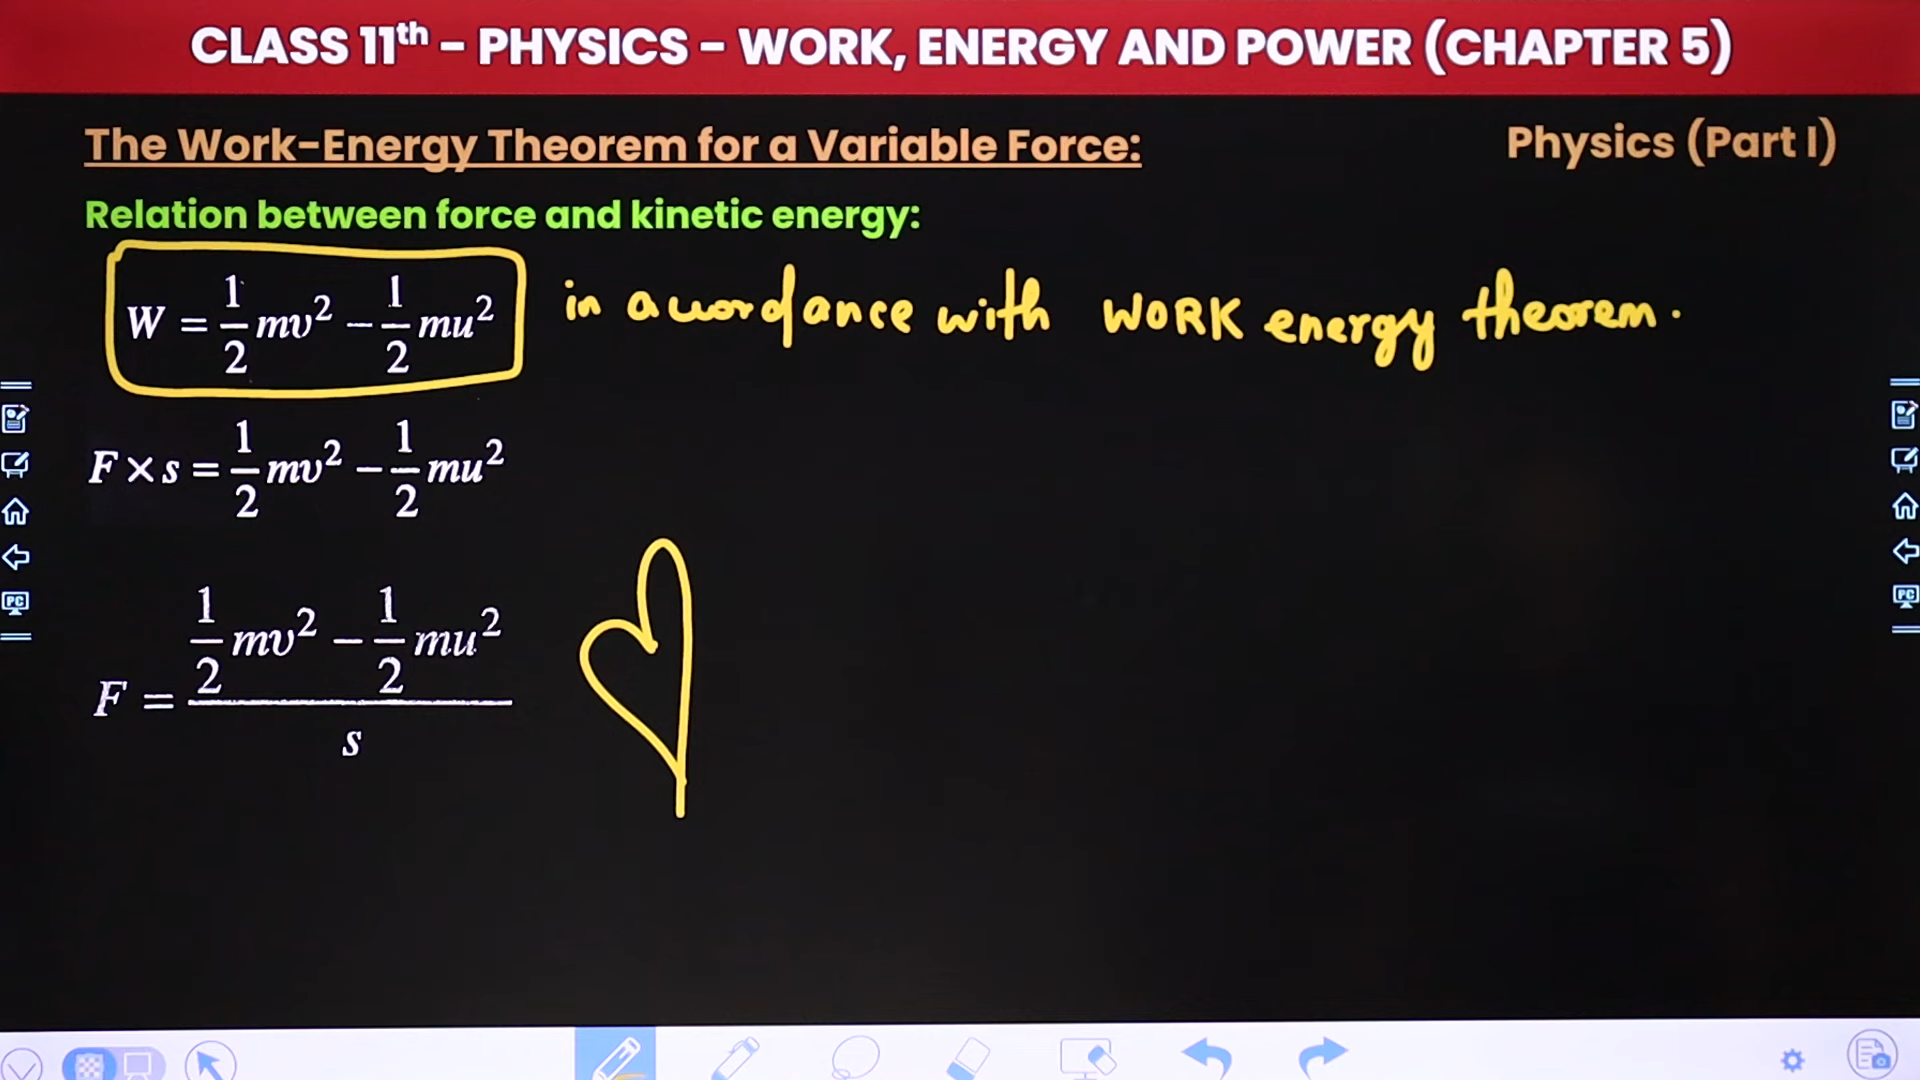 CLASS 11th – PHYSICS – WORK, ENERGY AND POWER (CHAPTER 5)
The Work-Energy Theorem for a Variable Force:
Physics (Part I)
Relation between force and kinetic energy:
W = 1/2 mv² − 1/2 mu² in accordance with WORK energy theorem.
F × s = 1/2 mv² − 1/2 mu²
F = (1/2 mv² − 1/2 mu²) / s
PC
PC